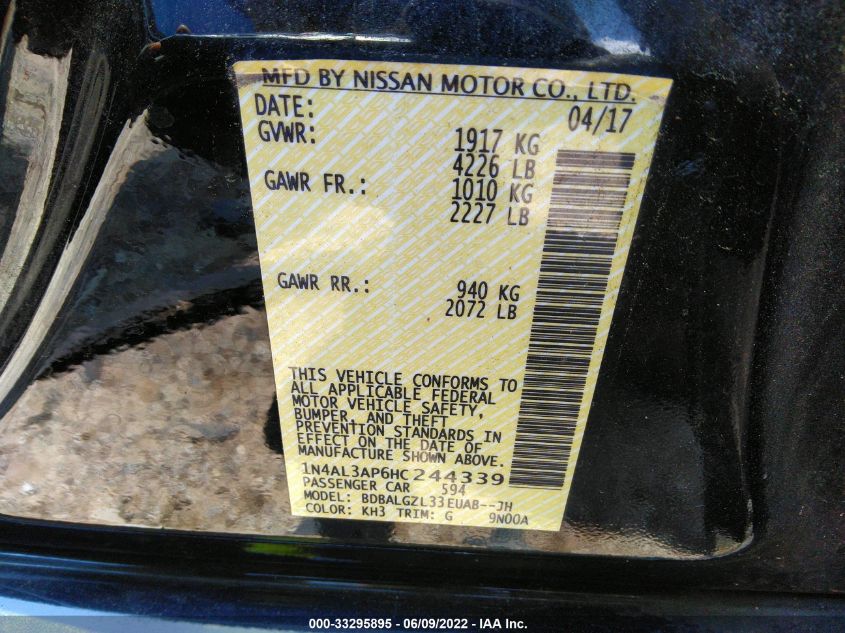 MFD BY NISSAN MOTOR CO., LTD.
DATE: 04/17
GVWR: 1917 KG
4226 LB
GAWR FR.: 1010 KG
2227 LB
GAWR RR.: 940 KG
2072 LB
THIS VEHICLE CONFORMS TO
ALL APPLICABLE FEDERAL
MOTOR VEHICLE SAFETY,
BUMPER, AND THEFT
PREVENTION STANDARDS IN
EFFECT ON THE DATE OF
MANUFACTURE SHOWN ABOVE.
1N4AL3AP6HC244339
PASSENGER CAR 594
MODEL: BDBALGZL33EUAB--JH
COLOR: KH3 TRIM: G 9N00A
000-33295895 - 06/09/2022 - IAA Inc.